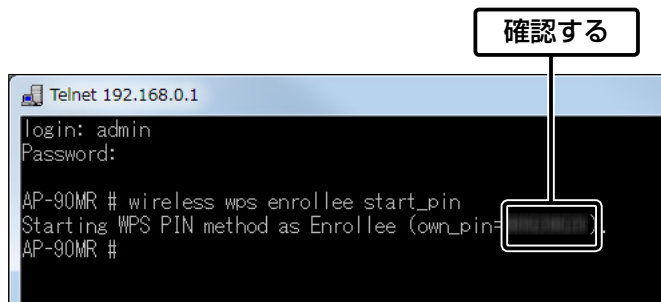 確認する
Telnet 192.168.0.1
login: admin
Password:
AP-90MR # wireless wps enrollee start_pin
Starting WPS PIN method as Enrollee (own_pin= ).
AP-90MR #